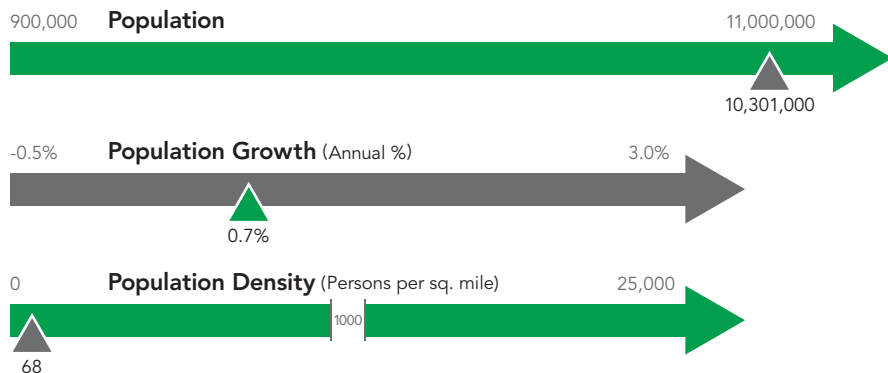 900,000 Population 11,000,000
10,301,000
-0.5% Population Growth (Annual %) 3.0%
0.7%
0 Population Density (Persons per sq. mile) 25,000
1000
68